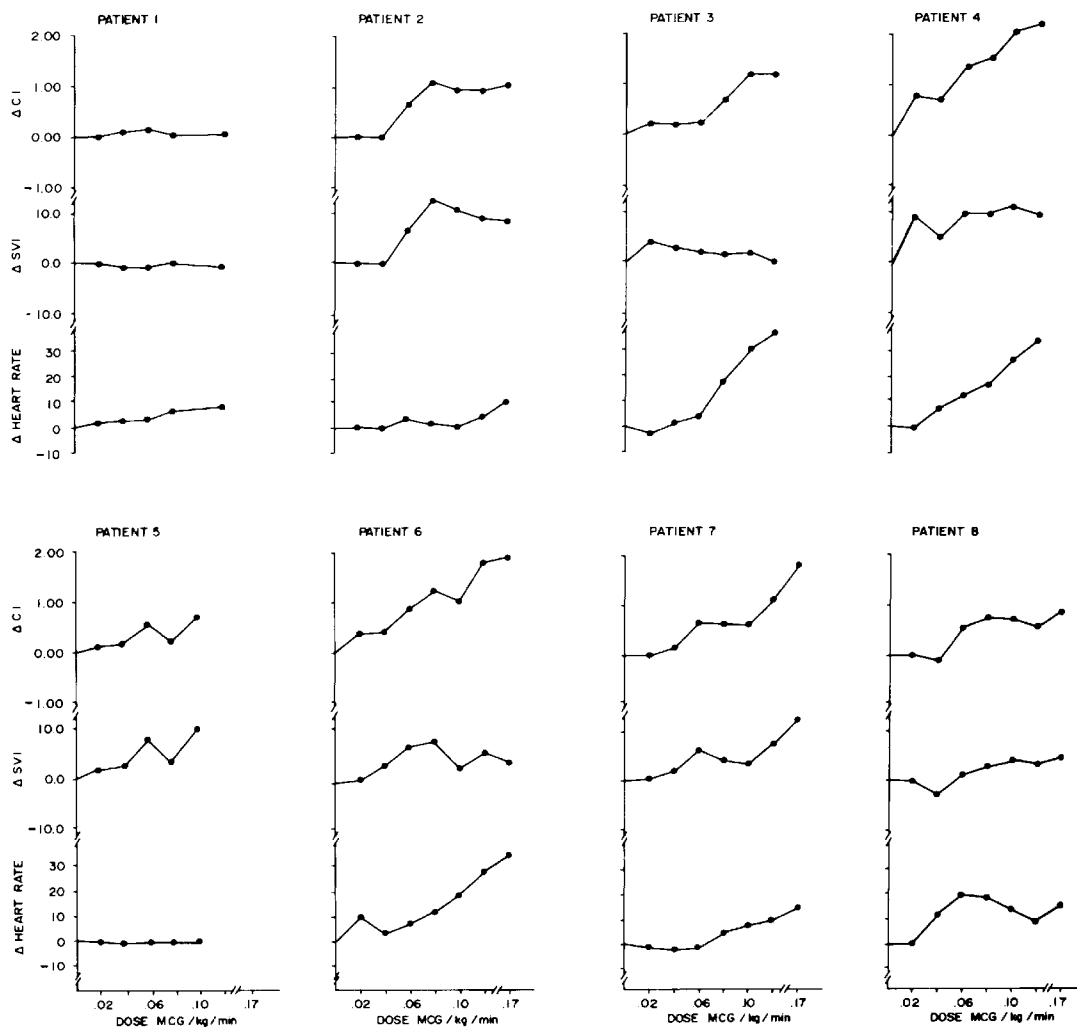 PATIENT 1 PATIENT 2 PATIENT 3 PATIENT 4
2.00
1.00
0.00
-1.00
Δ CI
10.0
0.0
-10.0
Δ SVI
30
20
10
0
-10
Δ HEART RATE
PATIENT 5 PATIENT 6 PATIENT 7 PATIENT 8
2.00
1.00
0.00
-1.00
Δ CI
10.0
0.0
-10.0
Δ SVI
30
20
10
0
-10
Δ HEART RATE
.02 .06 .10 .17 .02 .06 .10 .17 .02 .06 .10 .17 .02 .06 .10 .17
DOSE MCG/kg/min DOSE MCG/kg/min DOSE MCG/kg/min DOSE MCG/kg/min